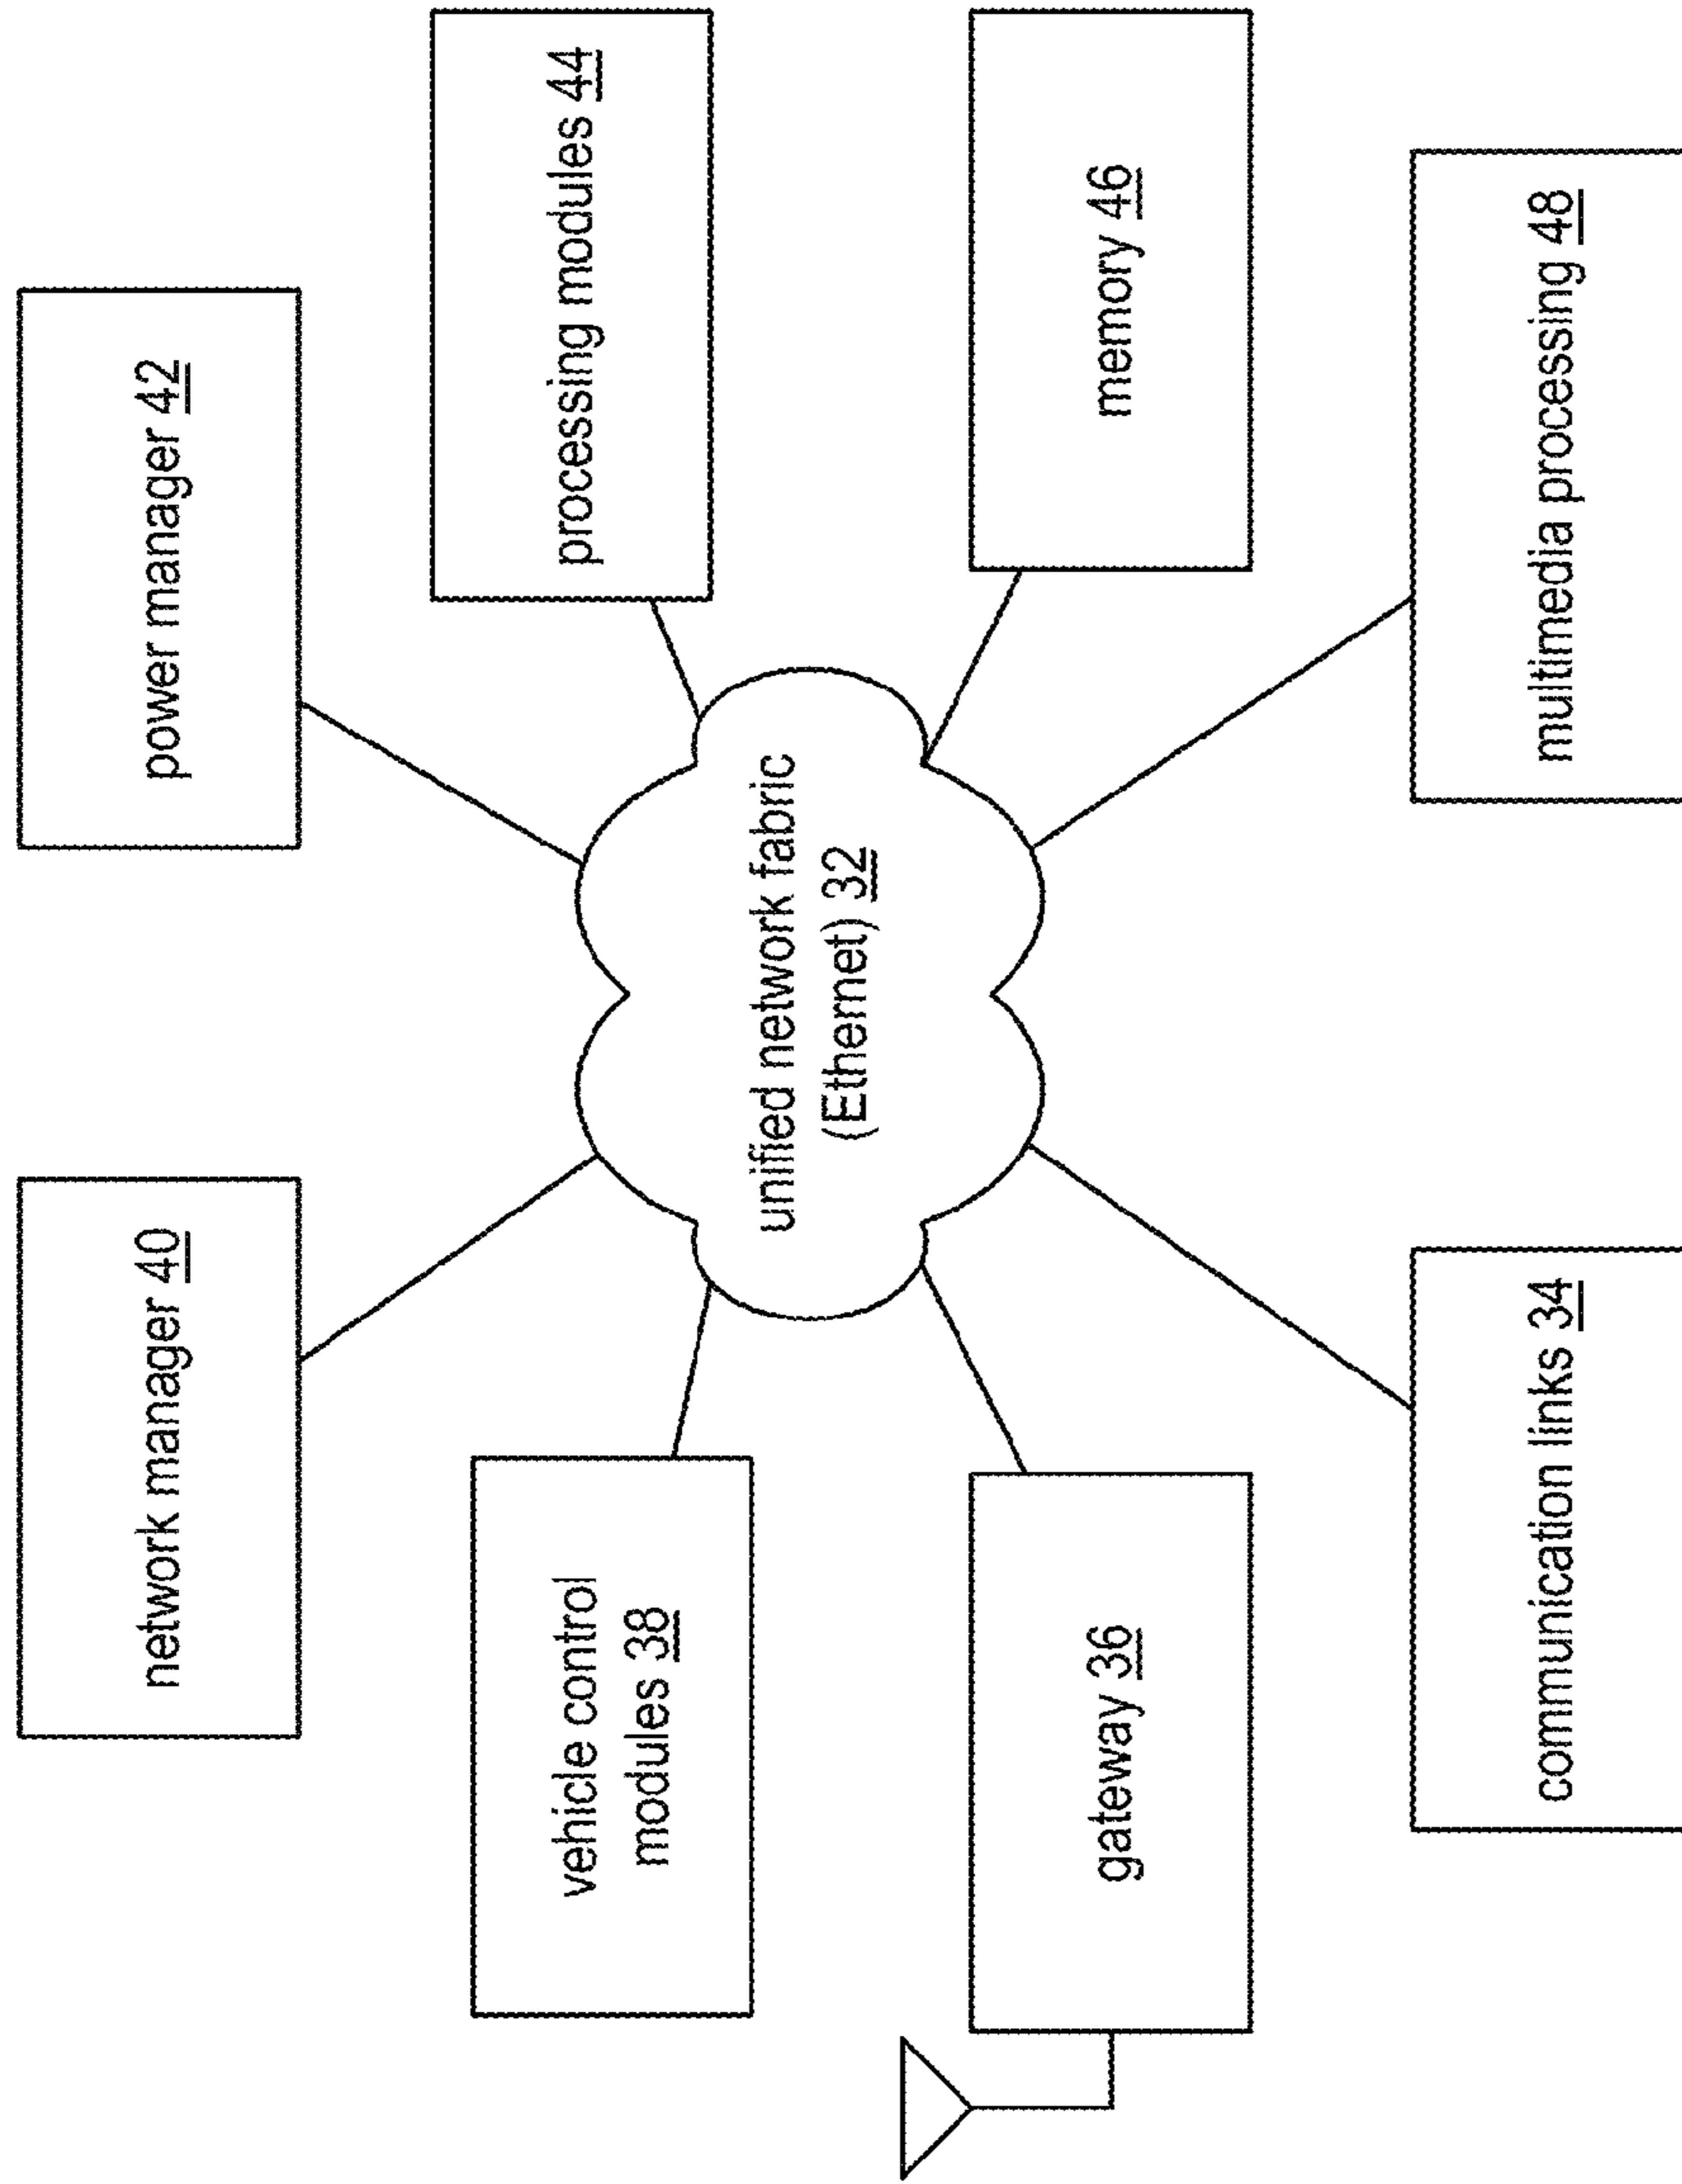 network manager 40
power manager 42
vehicle control
modules 38
processing modules 44
unified network fabric
(Ethernet) 32
gateway 36
memory 46
communication links 34
multimedia processing 48